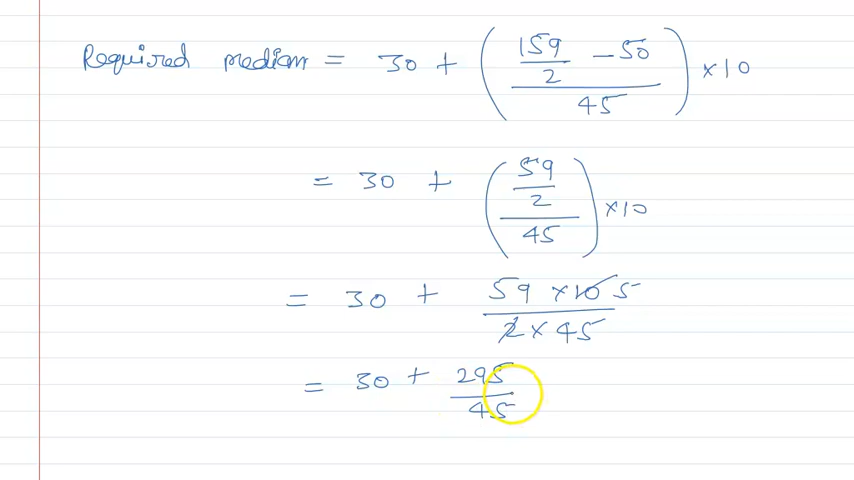 Required median = 30 + ( (159/2 - 50) / 45 ) × 10
= 30 + ( (59/2) / 45 ) × 10
= 30 + (59 × 10 5) / (2 × 45)
= 30 + 295/45